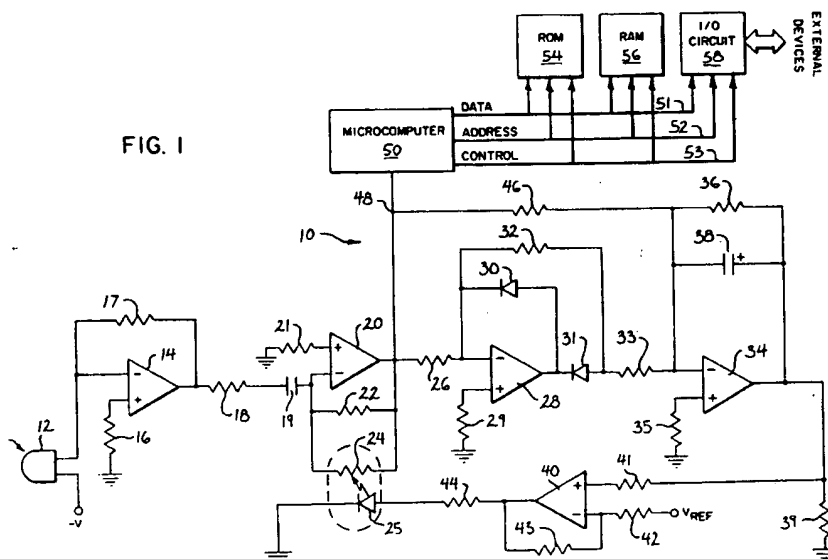 FIG. 1
ROM
54
RAM
56
I/O
CIRCUIT
58
EXTERNAL
DEVICES
MICROCOMPUTER
50
DATA
ADDRESS
CONTROL
51
52
53
48
46
36
38
10
32
30
17
14
21
20
28
31
33
34
18
19
22
26
29
35
12
16
24
25
-V
44
40
41
43
42
VREF
39